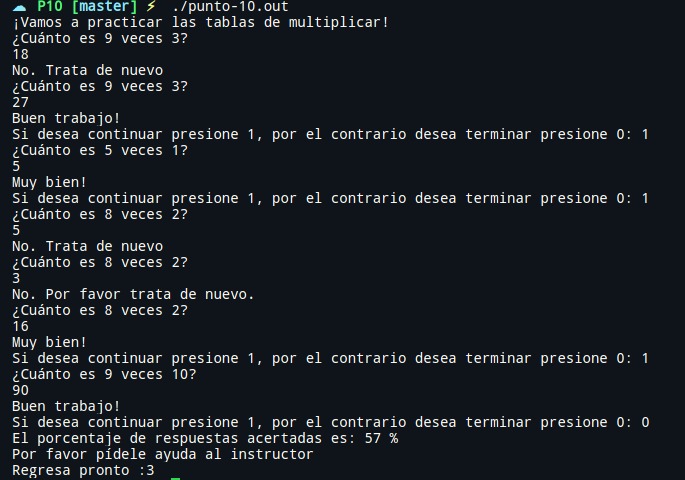 ☁ P10 [master] ⚡ ./punto-10.out
¡Vamos a practicar las tablas de multiplicar!
¿Cuánto es 9 veces 3?
18
No. Trata de nuevo
¿Cuánto es 9 veces 3?
27
Buen trabajo!
Si desea continuar presione 1, por el contrario desea terminar presione 0: 1
¿Cuánto es 5 veces 1?
5
Muy bien!
Si desea continuar presione 1, por el contrario desea terminar presione 0: 1
¿Cuánto es 8 veces 2?
5
No. Trata de nuevo
¿Cuánto es 8 veces 2?
3
No. Por favor trata de nuevo.
¿Cuánto es 8 veces 2?
16
Muy bien!
Si desea continuar presione 1, por el contrario desea terminar presione 0: 1
¿Cuánto es 9 veces 10?
90
Buen trabajo!
Si desea continuar presione 1, por el contrario desea terminar presione 0: 0
El porcentaje de respuestas acertadas es: 57 %
Por favor pídele ayuda al instructor
Regresa pronto :3